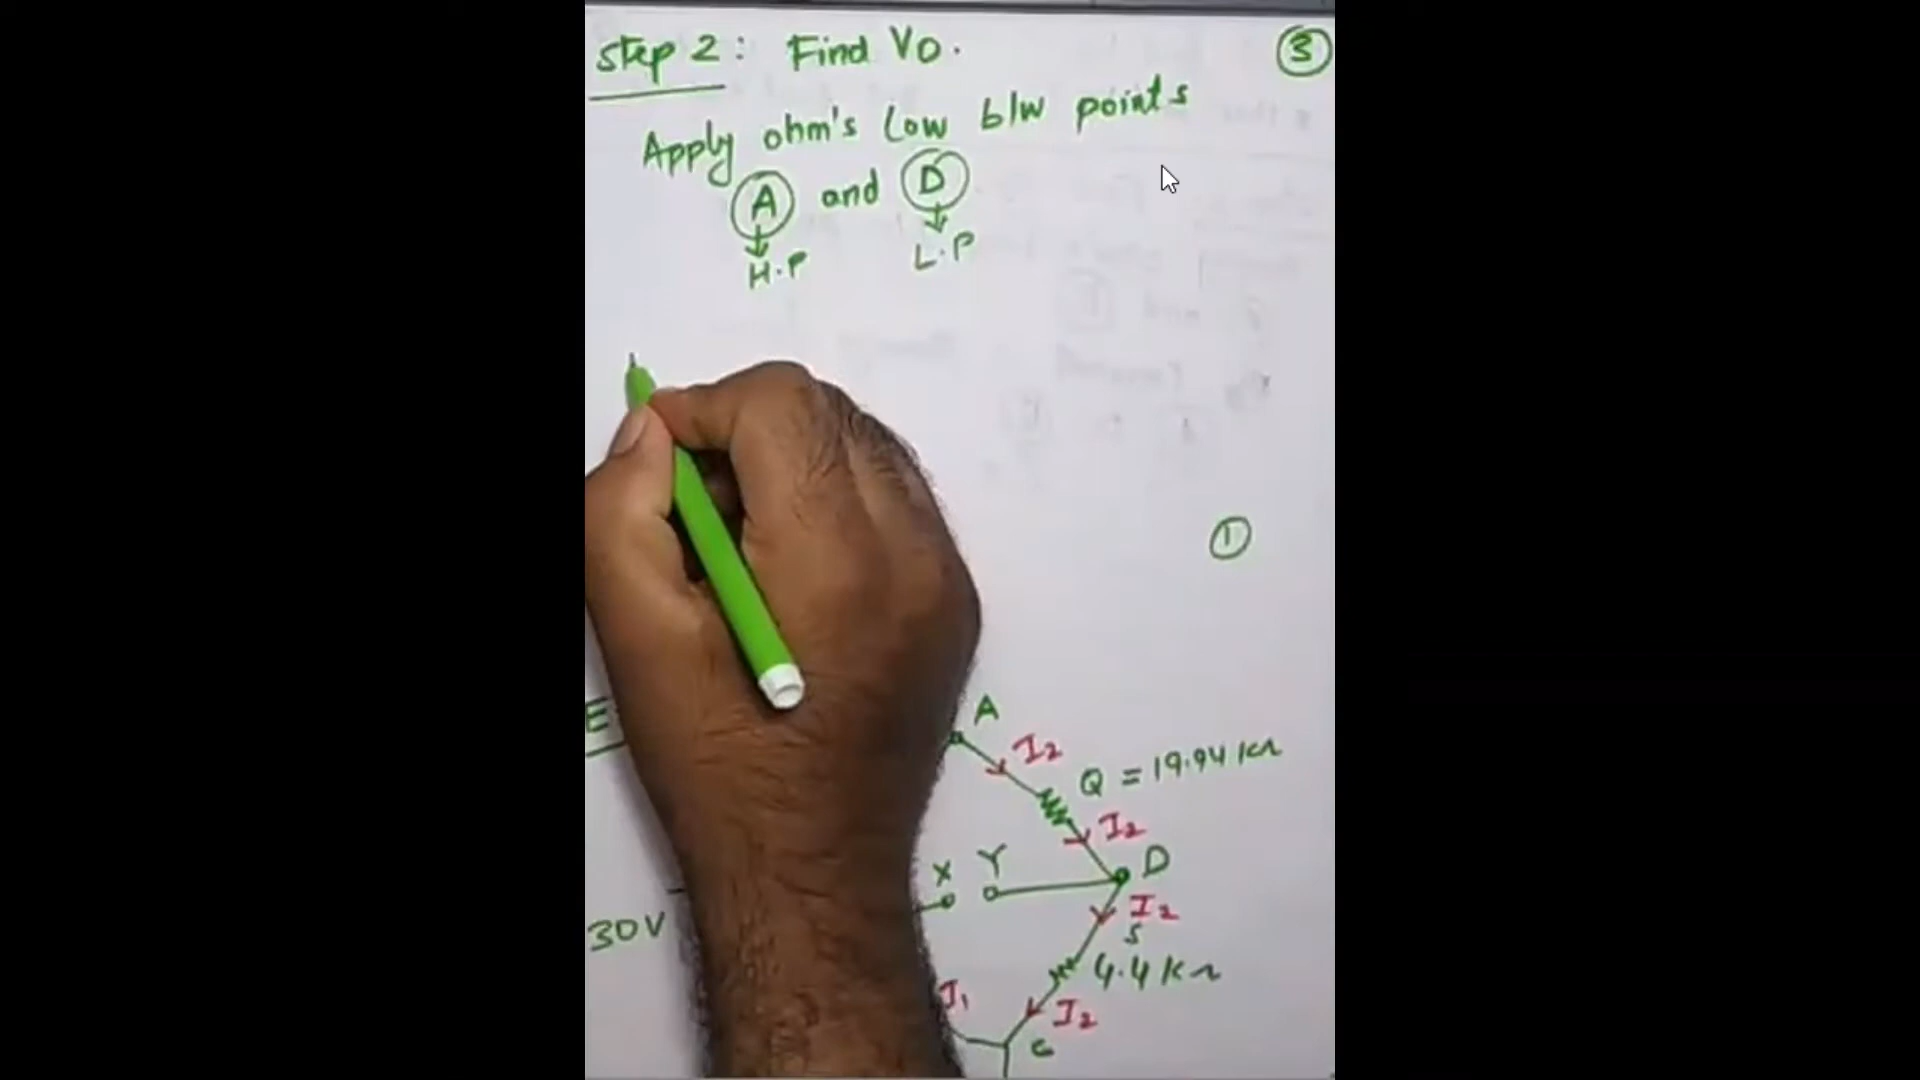 Step 2: Find Vo.
3
Apply ohm's Low b/w points
A and D
H.P L.P
1
E
A
I2
Q = 19.94 KΩ
I2
X Y D
I2
30V
S
4.4 KΩ
I1 I2
C